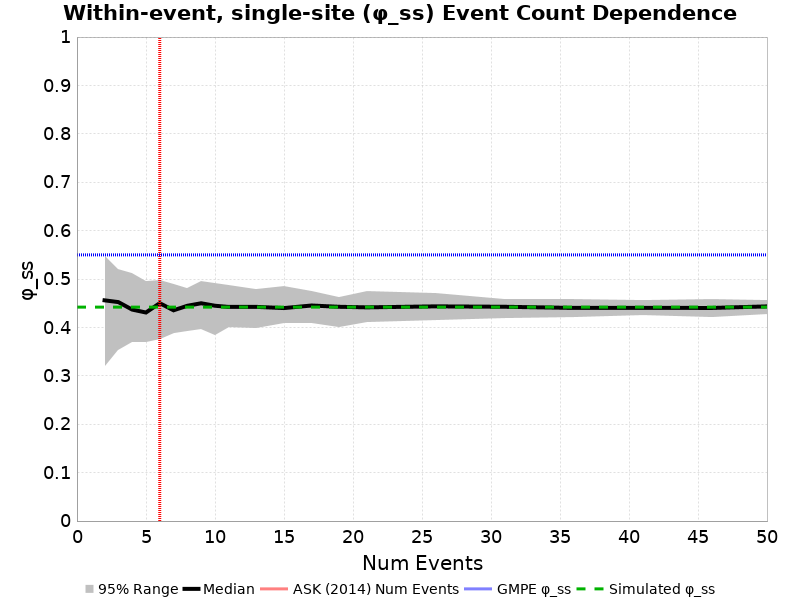 Within-event, single-site (φ_ss) Event Count Dependence
1
0.9
0.8
0.7
0.6
0.5
0.4
0.3
0.2
0.1
0
φ_ss
0 5 10 15 20 25 30 35 40 45 50
Num Events
95% Range Median ASK (2014) Num Events GMPE φ_ss Simulated φ_ss